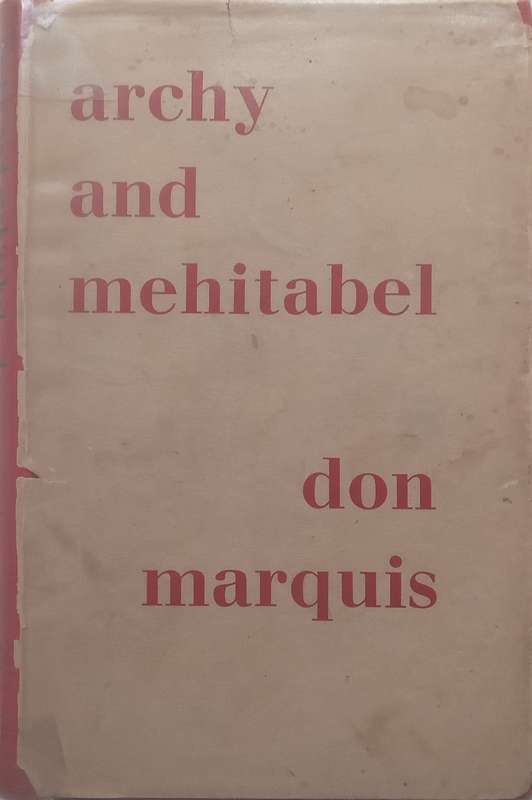 archy
and
mehitabel
don
marquis